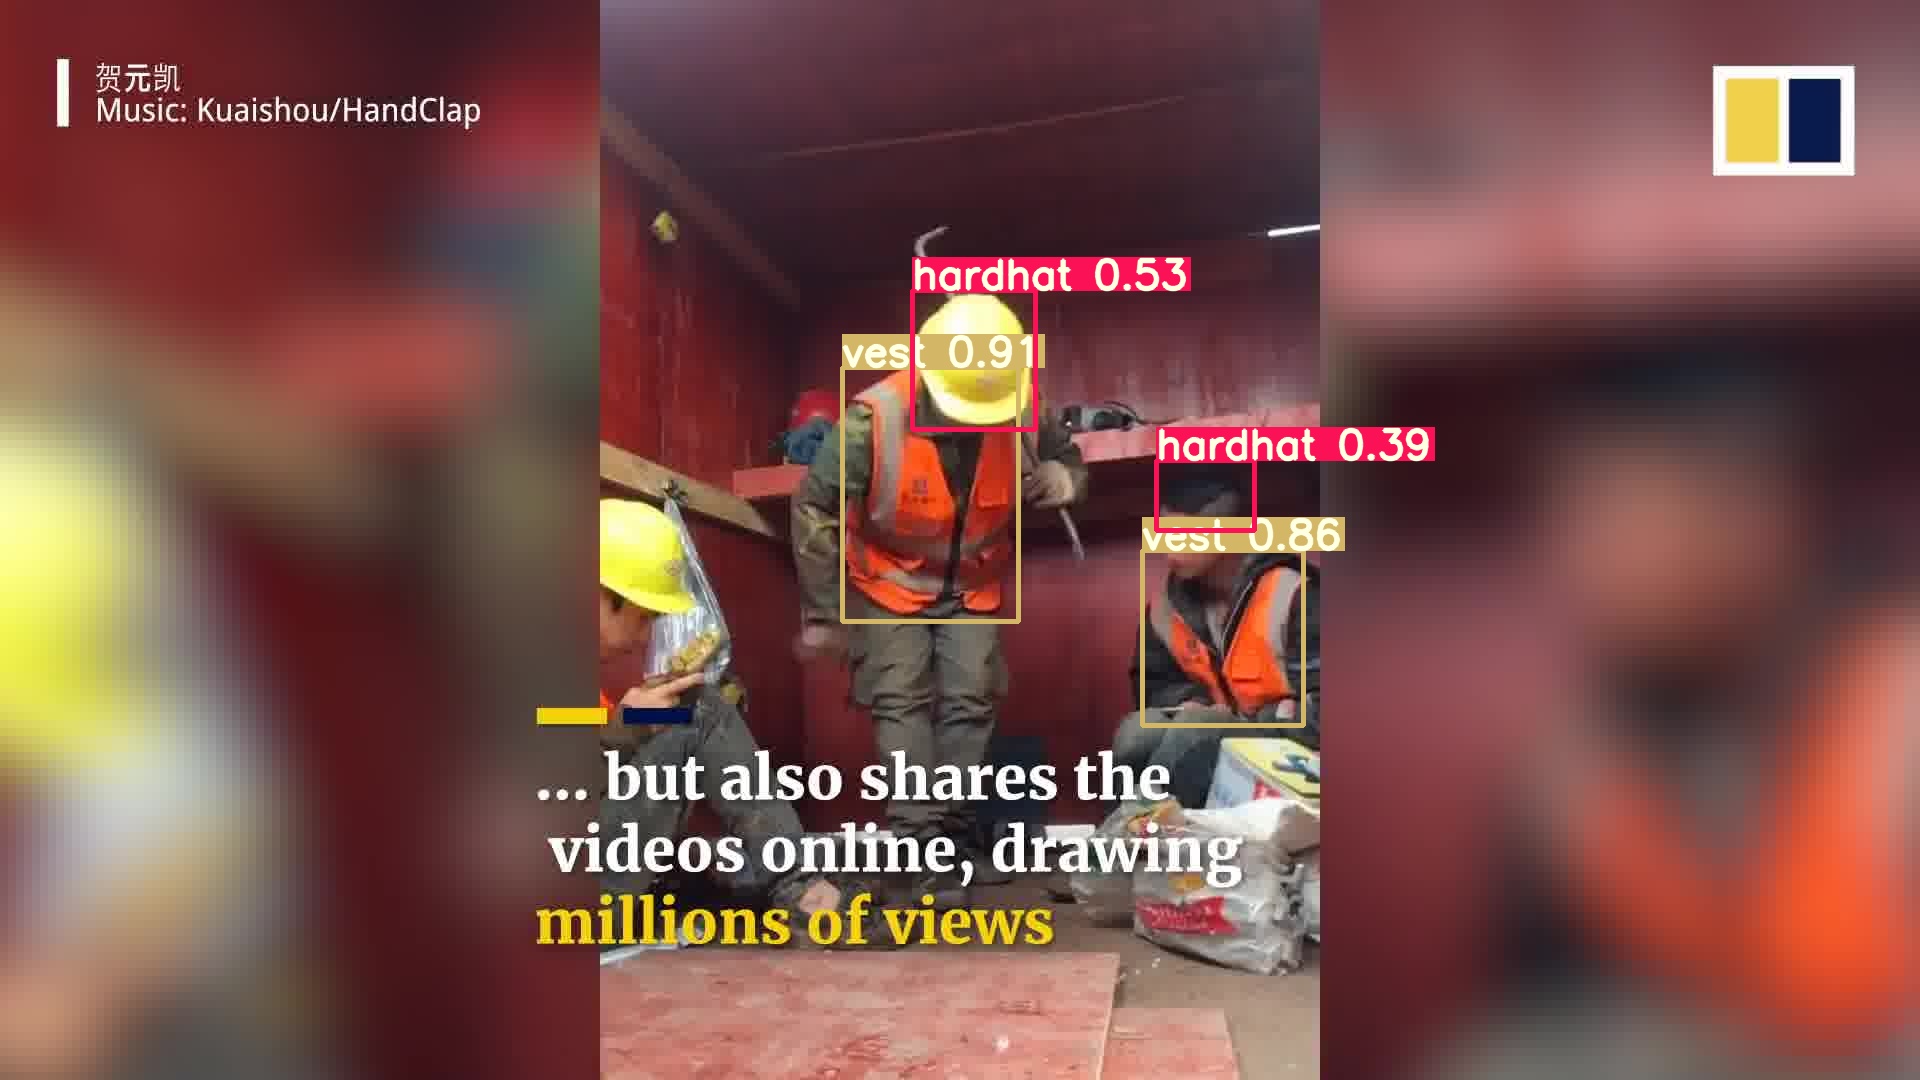 贺元凯
Music: Kuaishou/HandClap
hardhat 0.53
vest 0.91
hardhat 0.39
vest 0.86
... but also shares the
videos online, drawing
millions of views